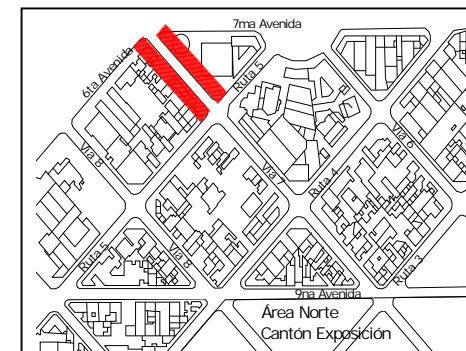 7ma Avenida
6ta Avenida
Ruta 5
Vía 8
Vía 7
Vía 6
Ruta 4
Ruta 5
Vía 8
Ruta 3
9na Avenida
Área Norte
Cantón Exposición